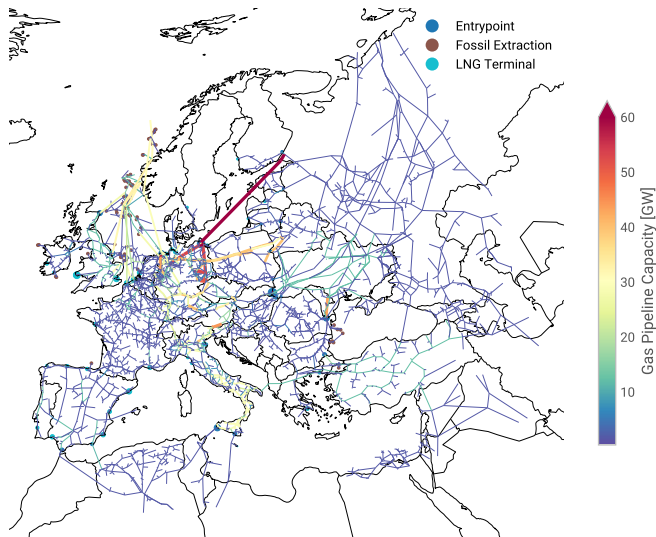 Entrypoint
Fossil Extraction
LNG Terminal
60
50
40
30
20
10
Gas Pipeline Capacity [GW]